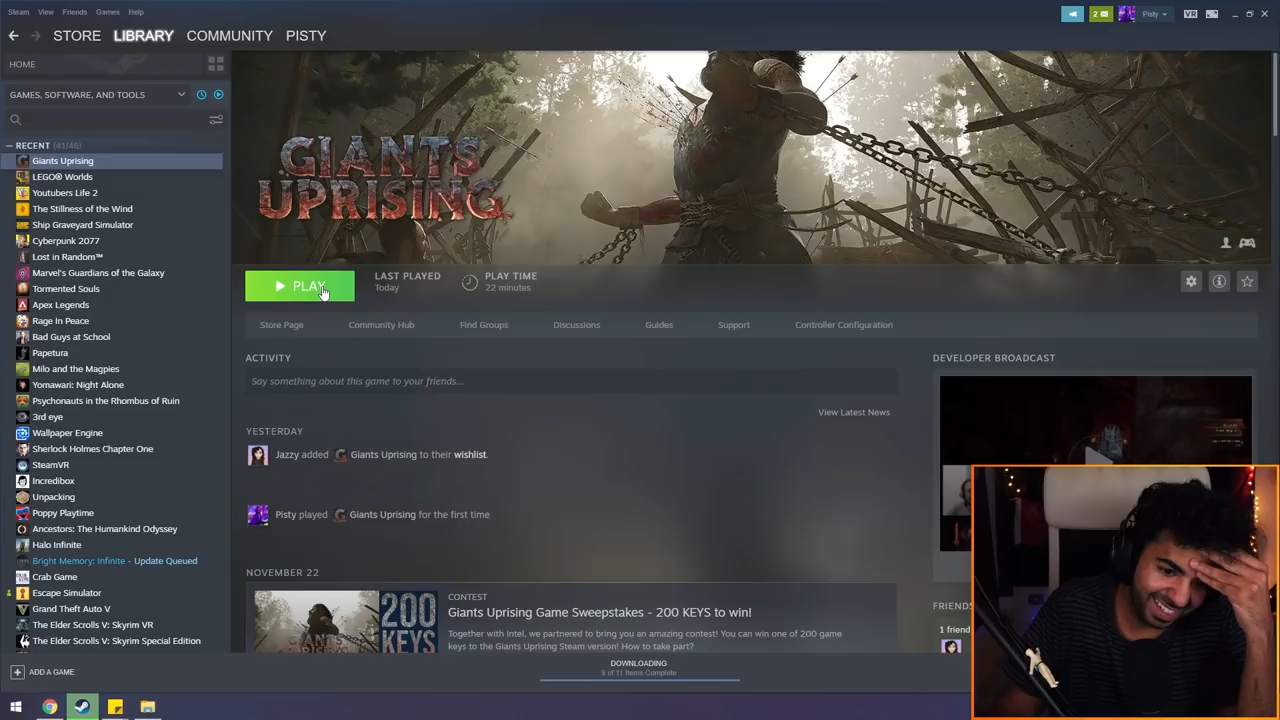 Steam View Friends Games Help
2 Pisty VR
STORE LIBRARY COMMUNITY PISTY
HOME
GAMES, SOFTWARE, AND TOOLS
RECENT (41/46)
Giants Uprising
LEGO® Worlds
Youtubers Life 2
The Stillness of the Wind
Ship Graveyard Simulator
Cyberpunk 2077
Lost in Random™
Marvel's Guardians of the Galaxy
Tormented Souls
Apex Legends
Rage In Peace
Bad Guys at School
Papetura
Milo and the Magpies
Yomawari: Night Alone
Psychonauts in the Rhombus of Ruin
3rd eye
Wallpaper Engine
Sherlock Holmes Chapter One
SteamVR
Incredibox
Unpacking
Poppy Playtime
Ancestors: The Humankind Odyssey
Halo Infinite
Bright Memory: Infinite - Update Queued
Crab Game
Escape Simulator
Grand Theft Auto V
The Elder Scrolls V: Skyrim VR
The Elder Scrolls V: Skyrim Special Edition
ADD A GAME
GIANTS
UPRISING
PLAY
LAST PLAYED
Today
PLAY TIME
22 minutes
Store Page Community Hub Find Groups Discussions Guides Support Controller Configuration
ACTIVITY
Say something about this game to your friends...
View Latest News
YESTERDAY
Jazzy added Giants Uprising to their wishlist.
Pisty played Giants Uprising for the first time
NOVEMBER 22
200
KEYS
CONTEST
Giants Uprising Game Sweepstakes - 200 KEYS to win!
Together with Intel, we partnered to bring you an amazing contest! You can win one of 200 game
keys to the Giants Uprising Steam version! How to take part?
DEVELOPER BROADCAST
FRIENDS
1 friend
DOWNLOADING
9 of 11 Items Complete